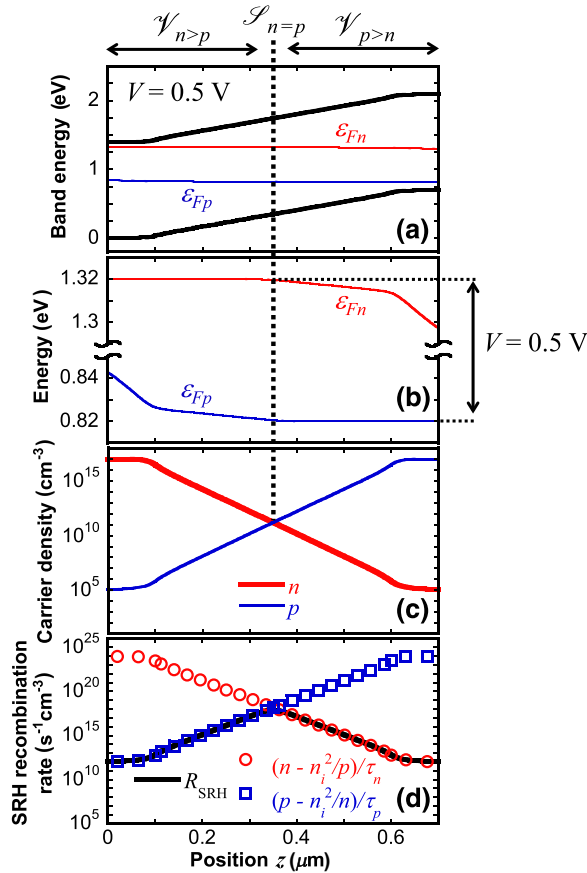 𝒱n>p 𝒮n=p 𝒱p>n
V = 0.5 V
Band energy (eV)
2
1
0
εFn
εFp
(a)
Energy (eV)
1.32
1.3
0.84
0.82
εFn
εFp
V = 0.5 V
(b)
Carrier density (cm⁻³)
10¹⁵
10¹⁰
10⁵
n
p
(c)
SRH recombination
rate (s⁻¹cm⁻³)
10²⁵
10²⁰
10¹⁵
10¹⁰
10⁵
(n - nᵢ²/p)/τₙ
RSRH (p - nᵢ²/n)/τₚ
(d)
0 0.2 0.4 0.6
Position z (μm)